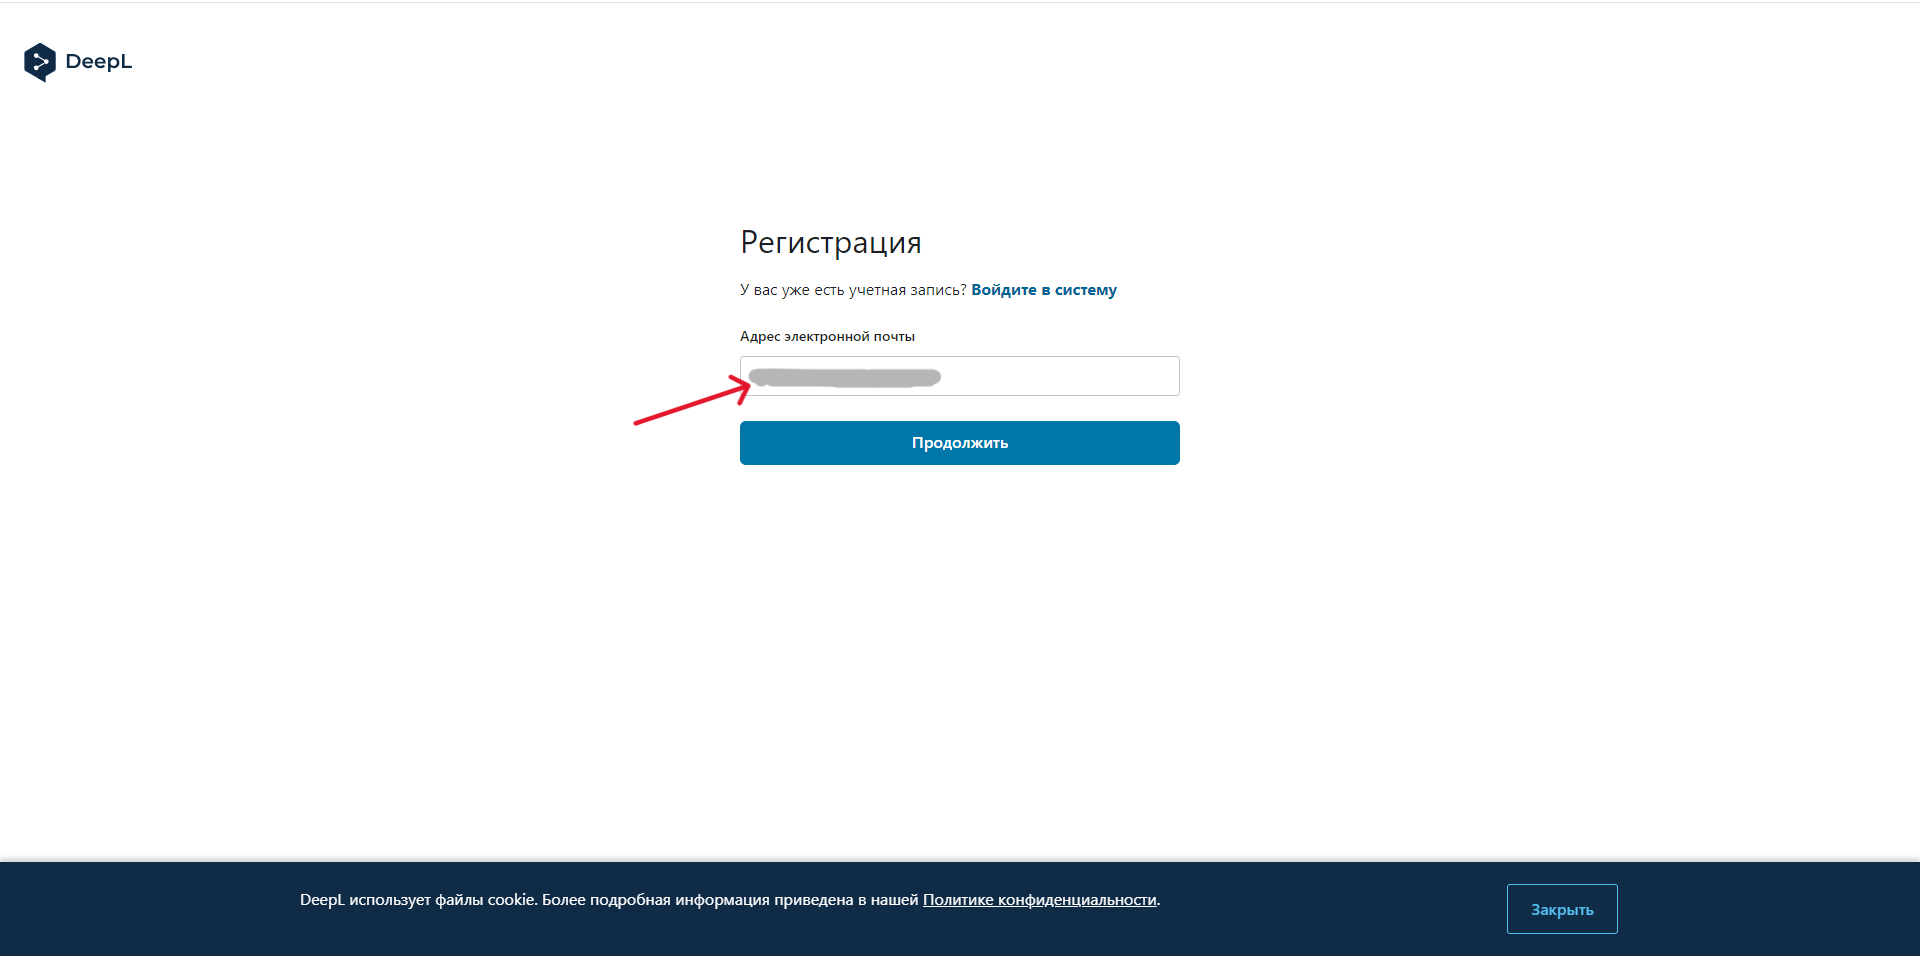 DeepL
Регистрация
У вас уже есть учетная запись? Войдите в систему
Адрес электронной почты
Продолжить
DeepL использует файлы cookie. Более подробная информация приведена в нашей Политике конфиденциальности.
Закрыть